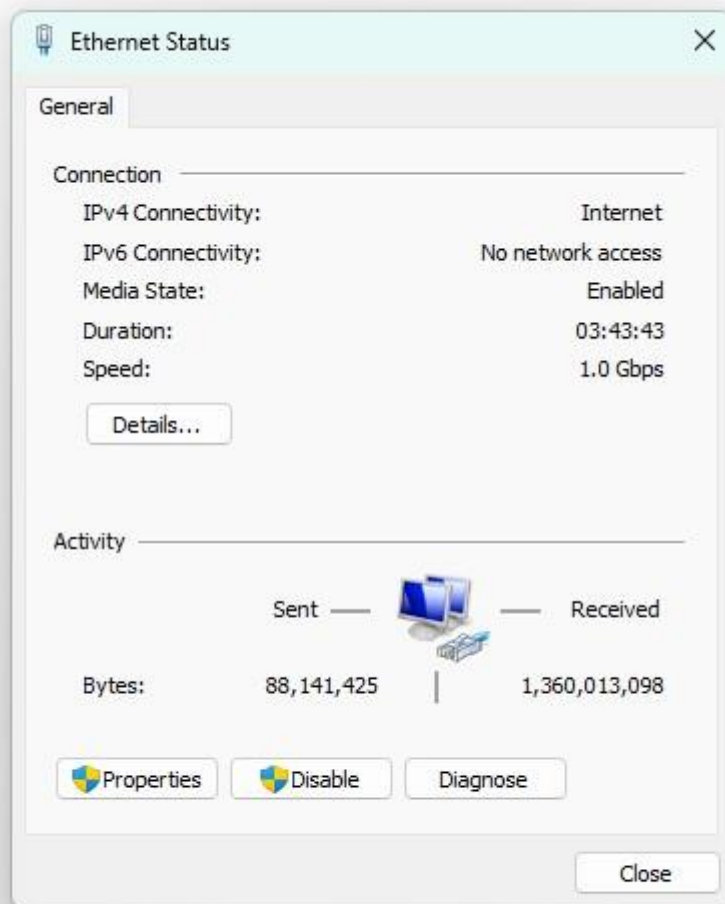 Ethernet Status
General
Connection
IPv4 Connectivity: Internet
IPv6 Connectivity: No network access
Media State: Enabled
Duration: 03:43:43
Speed: 1.0 Gbps
Details...
Activity
Sent Received
Bytes: 88,141,425 1,360,013,098
Properties Disable Diagnose
Close